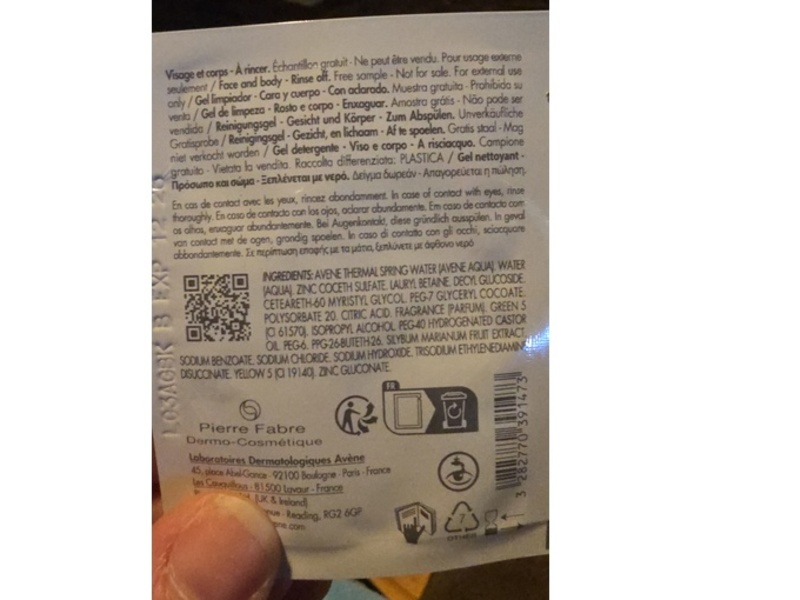 Visage et corps - À rincer. Échantillon gratuit - Ne peut être vendu. Pour usage externe
seulement / Face and body - Rinse off. Free sample - Not for sale. For external use
only / Gel limpiador - Cara y cuerpo - Con aclarado. Muestra gratuita - Prohibida su
venta / Gel de limpeza - Rosto e corpo - Enxaguar. Amostra grátis - Não pode ser
vendida / Reinigungsgel - Gesicht und Körper - Zum Abspülen. Unverkäufliche
Gratisprobe / Reinigingsgel - Gezicht, en lichaam - Af te spoelen. Gratis staal - Mag
niet verkocht worden / Gel detergente - Viso e corpo - A risciacquo. Campione
gratuito - Vietata la vendita. Raccolta differenziata: PLASTICA / Gel nettoyant -
Πρόσωπο και σώμα - Ξεπλένεται με νερό. Δείγμα δωρεάν - Απαγορεύεται η πώληση.
En cas de contact avec les yeux, rincez abondamment. In case of contact with eyes, rinse
thoroughly. En caso de contacto con los ojos, aclarar abundamente. Em caso de contacto com
os olhos, enxaguar abundantemente. Bei Augenkontakt, diese gründlich ausspülen. In geval
van contact met de ogen, grondig spoelen. In caso di contatto con gli occhi, sciacquare
abbondantemente. Σε περίπτωση επαφής με τα μάτια, ξεπλύνετε με άφθονο νερό
INGREDIENTS: AVENE THERMAL SPRING WATER (AVENE AQUA). WATER
(AQUA). ZINC COCETH SULFATE. LAURYL BETAINE. DECYL GLUCOSIDE.
CETEARETH-60 MYRISTYL GLYCOL. PEG-7 GLYCERYL COCOATE.
POLYSORBATE 20. CITRIC ACID. FRAGRANCE (PARFUM). GREEN 5
(CI 61570). ISOPROPYL ALCOHOL. PEG-40 HYDROGENATED CASTOR
OIL. PEG-6. PPG-26-BUTETH-26. SILYBUM MARIANUM FRUIT EXTRACT.
SODIUM BENZOATE. SODIUM CHLORIDE. SODIUM HYDROXIDE. TRISODIUM ETHYLENEDIAMINE
DISUCCINATE. YELLOW 5 (CI 19140). ZINC GLUCONATE.
FR
Pierre Fabre
Dermo-Cosmétique
Laboratoires Dermatologiques Avène
45, place Abel-Gance - 92100 Boulogne - Paris - France
Les Cauquillous - 81500 Lavaur - France
Ltd. (UK & Ireland)
Reading, RG2 6GP
7
OTHER
3 282770 391473
EXP 12 26